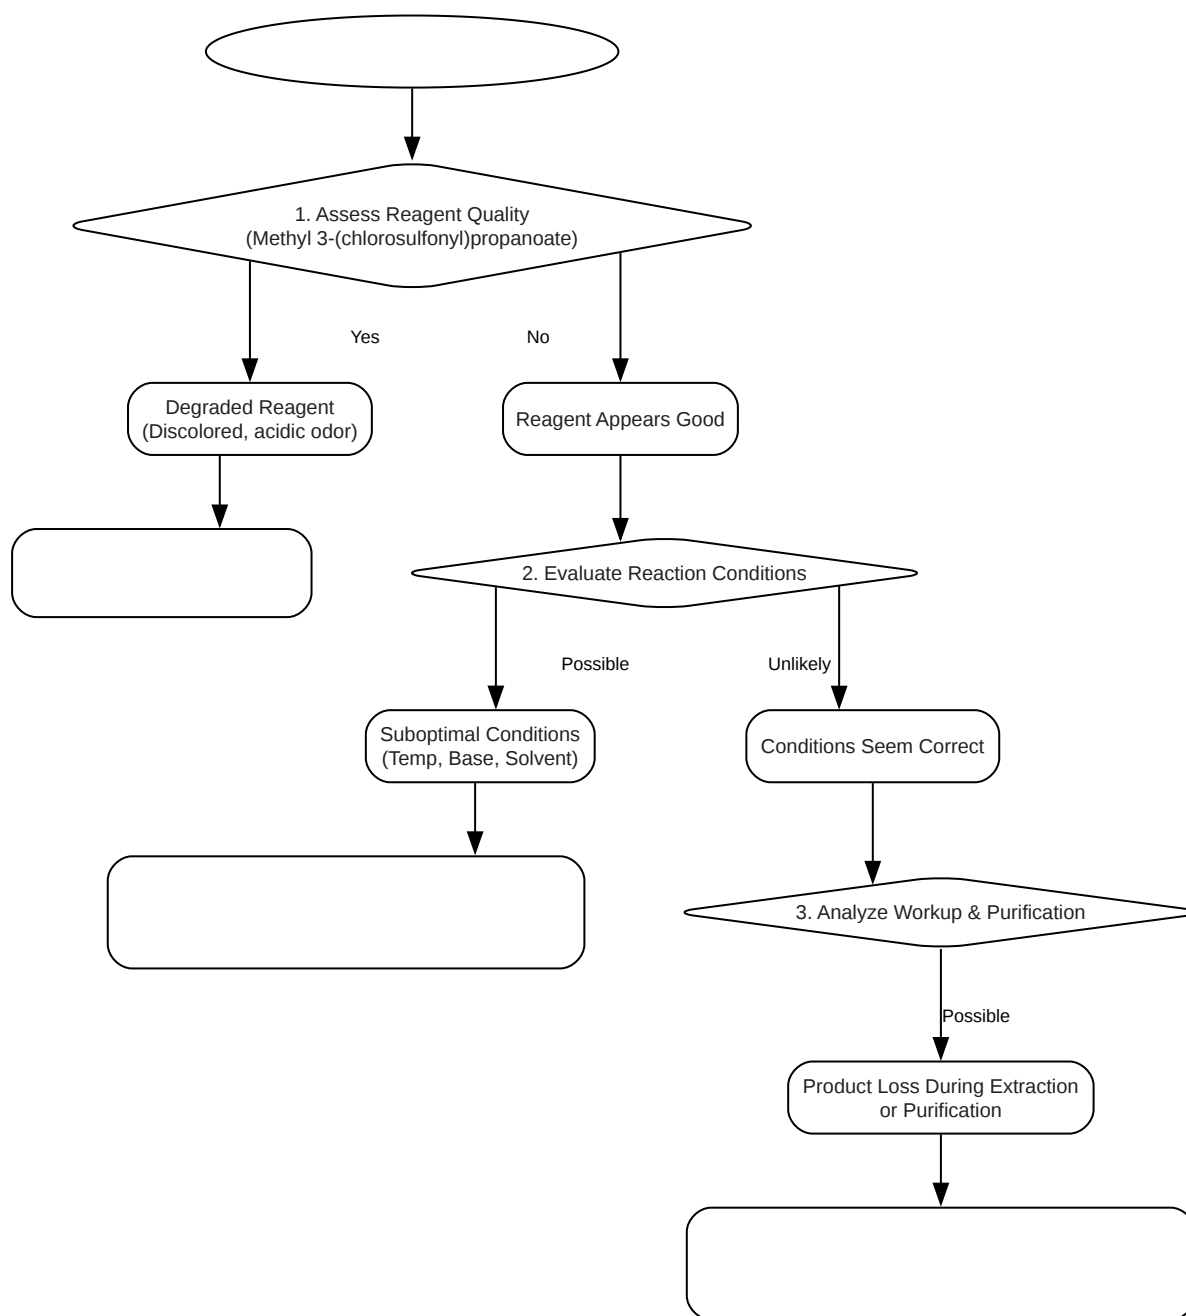 1. Assess Reagent Quality
(Methyl 3-(chlorosulfonyl)propanoate)
Yes
No
Degraded Reagent
(Discolored, acidic odor)
Reagent Appears Good
2. Evaluate Reaction Conditions
Possible
Unlikely
Suboptimal Conditions
(Temp, Base, Solvent)
Conditions Seem Correct
3. Analyze Workup & Purification
Possible
Product Loss During Extraction
or Purification